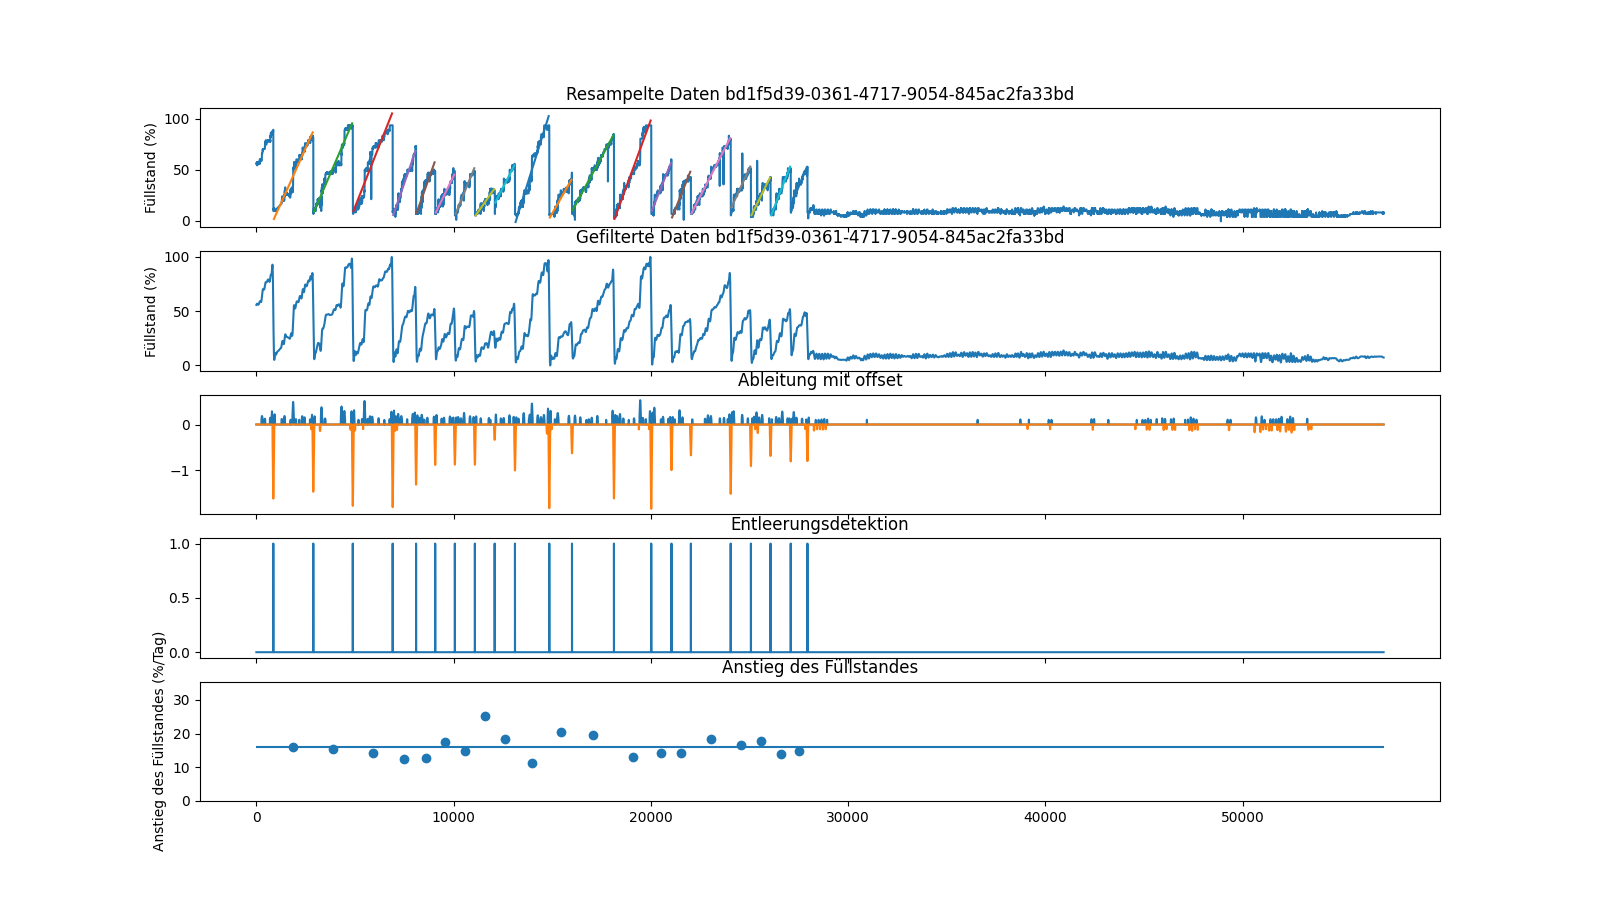 Resampelte Daten bd1f5d39-0361-4717-9054-845ac2fa33bd
Füllstand (%)
100
50
0
Gefilterte Daten bd1f5d39-0361-4717-9054-845ac2fa33bd
Füllstand (%)
100
50
0
Ableitung mit offset
0
−1
Entleerungsdetektion
1.0
0.5
0.0
Anstieg des Füllstandes
Anstieg des Füllstandes (%/Tag)
30
20
10
0
0 10000 20000 30000 40000 50000